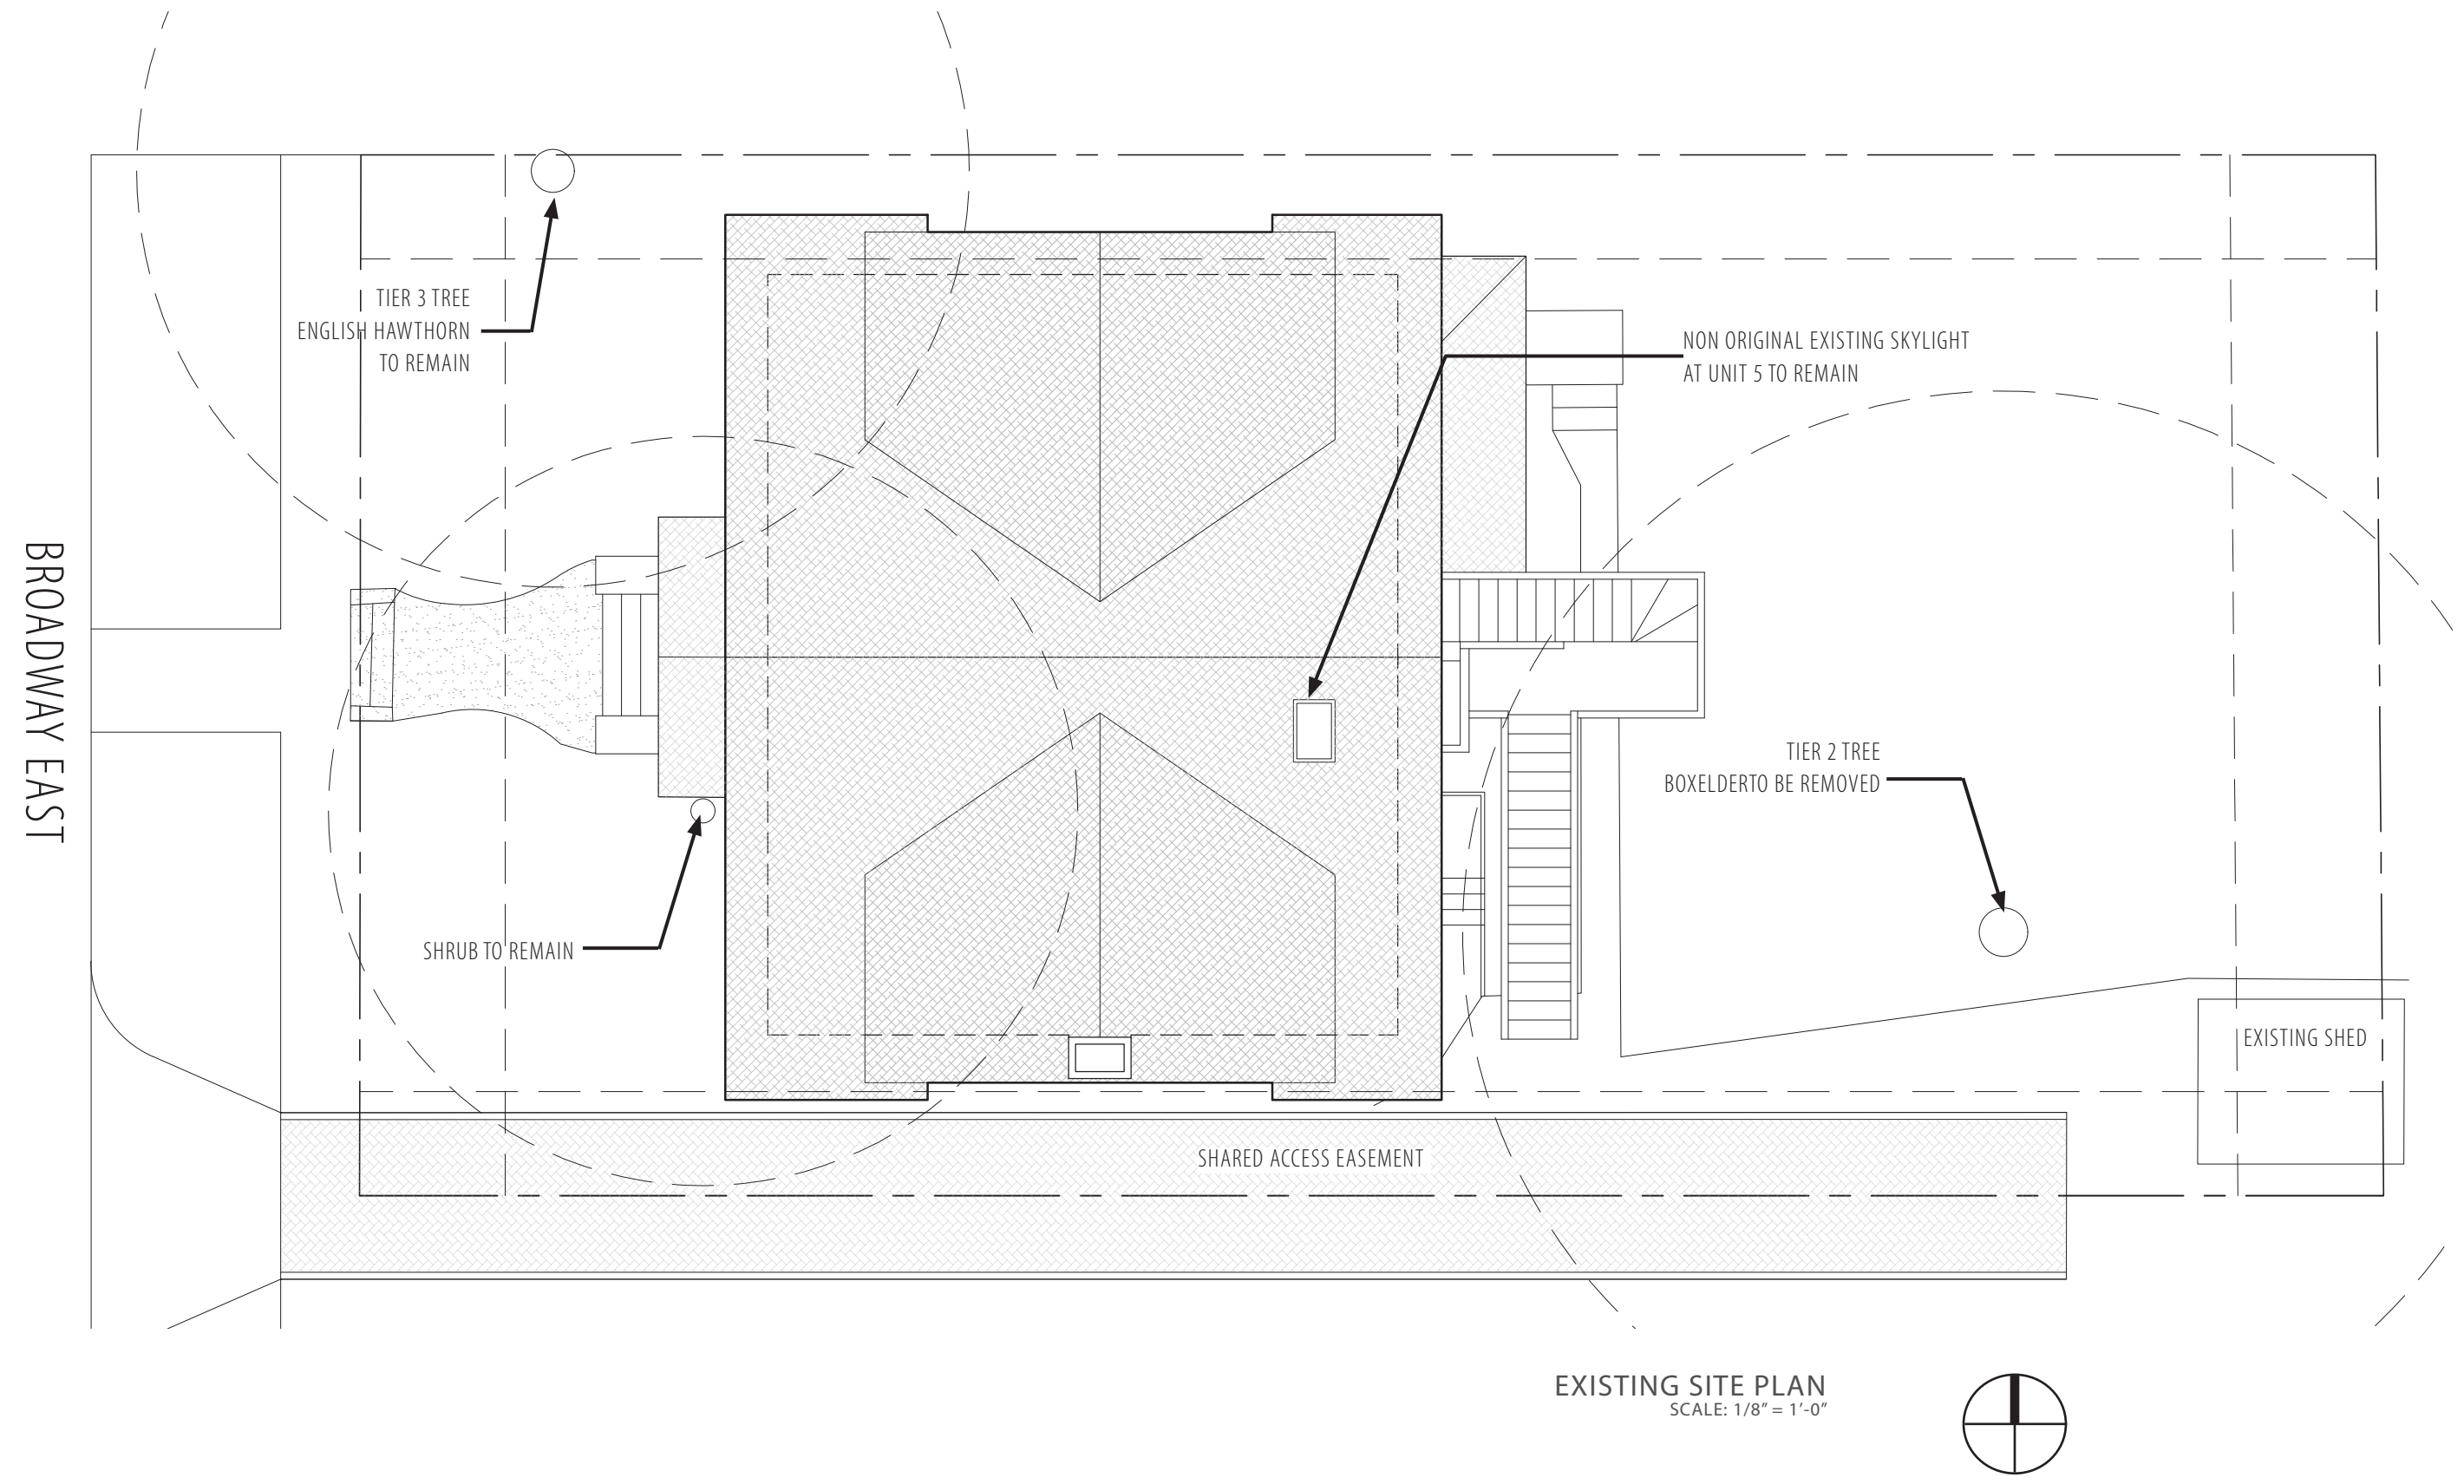 TIER 3 TREE
ENGLISH HAWTHORN
TO REMAIN
NON ORIGINAL EXISTING SKYLIGHT
AT UNIT 5 TO REMAIN
BROADWAY EAST
TIER 2 TREE
BOXELDERTO BE REMOVED
SHRUB TO REMAIN
EXISTING SHED
SHARED ACCESS EASEMENT
EXISTING SITE PLAN
SCALE: 1/8" = 1'-0"